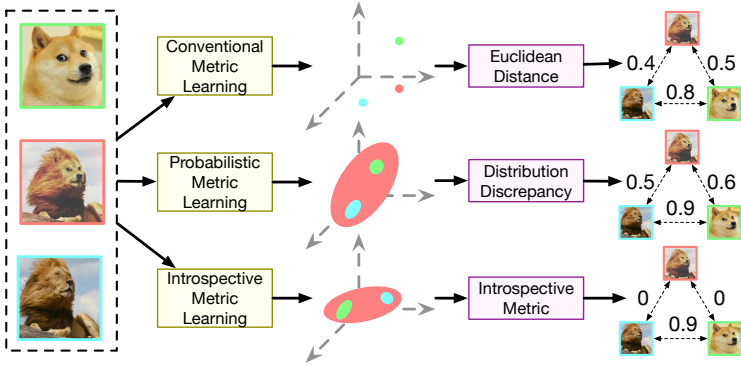 Conventional
Metric
Learning
Euclidean
Distance
0.4
0.5
0.8
Probabilistic
Metric
Learning
Distribution
Discrepancy
0.5
0.6
0.9
Introspective
Metric
Learning
Introspective
Metric
0
0
0.9